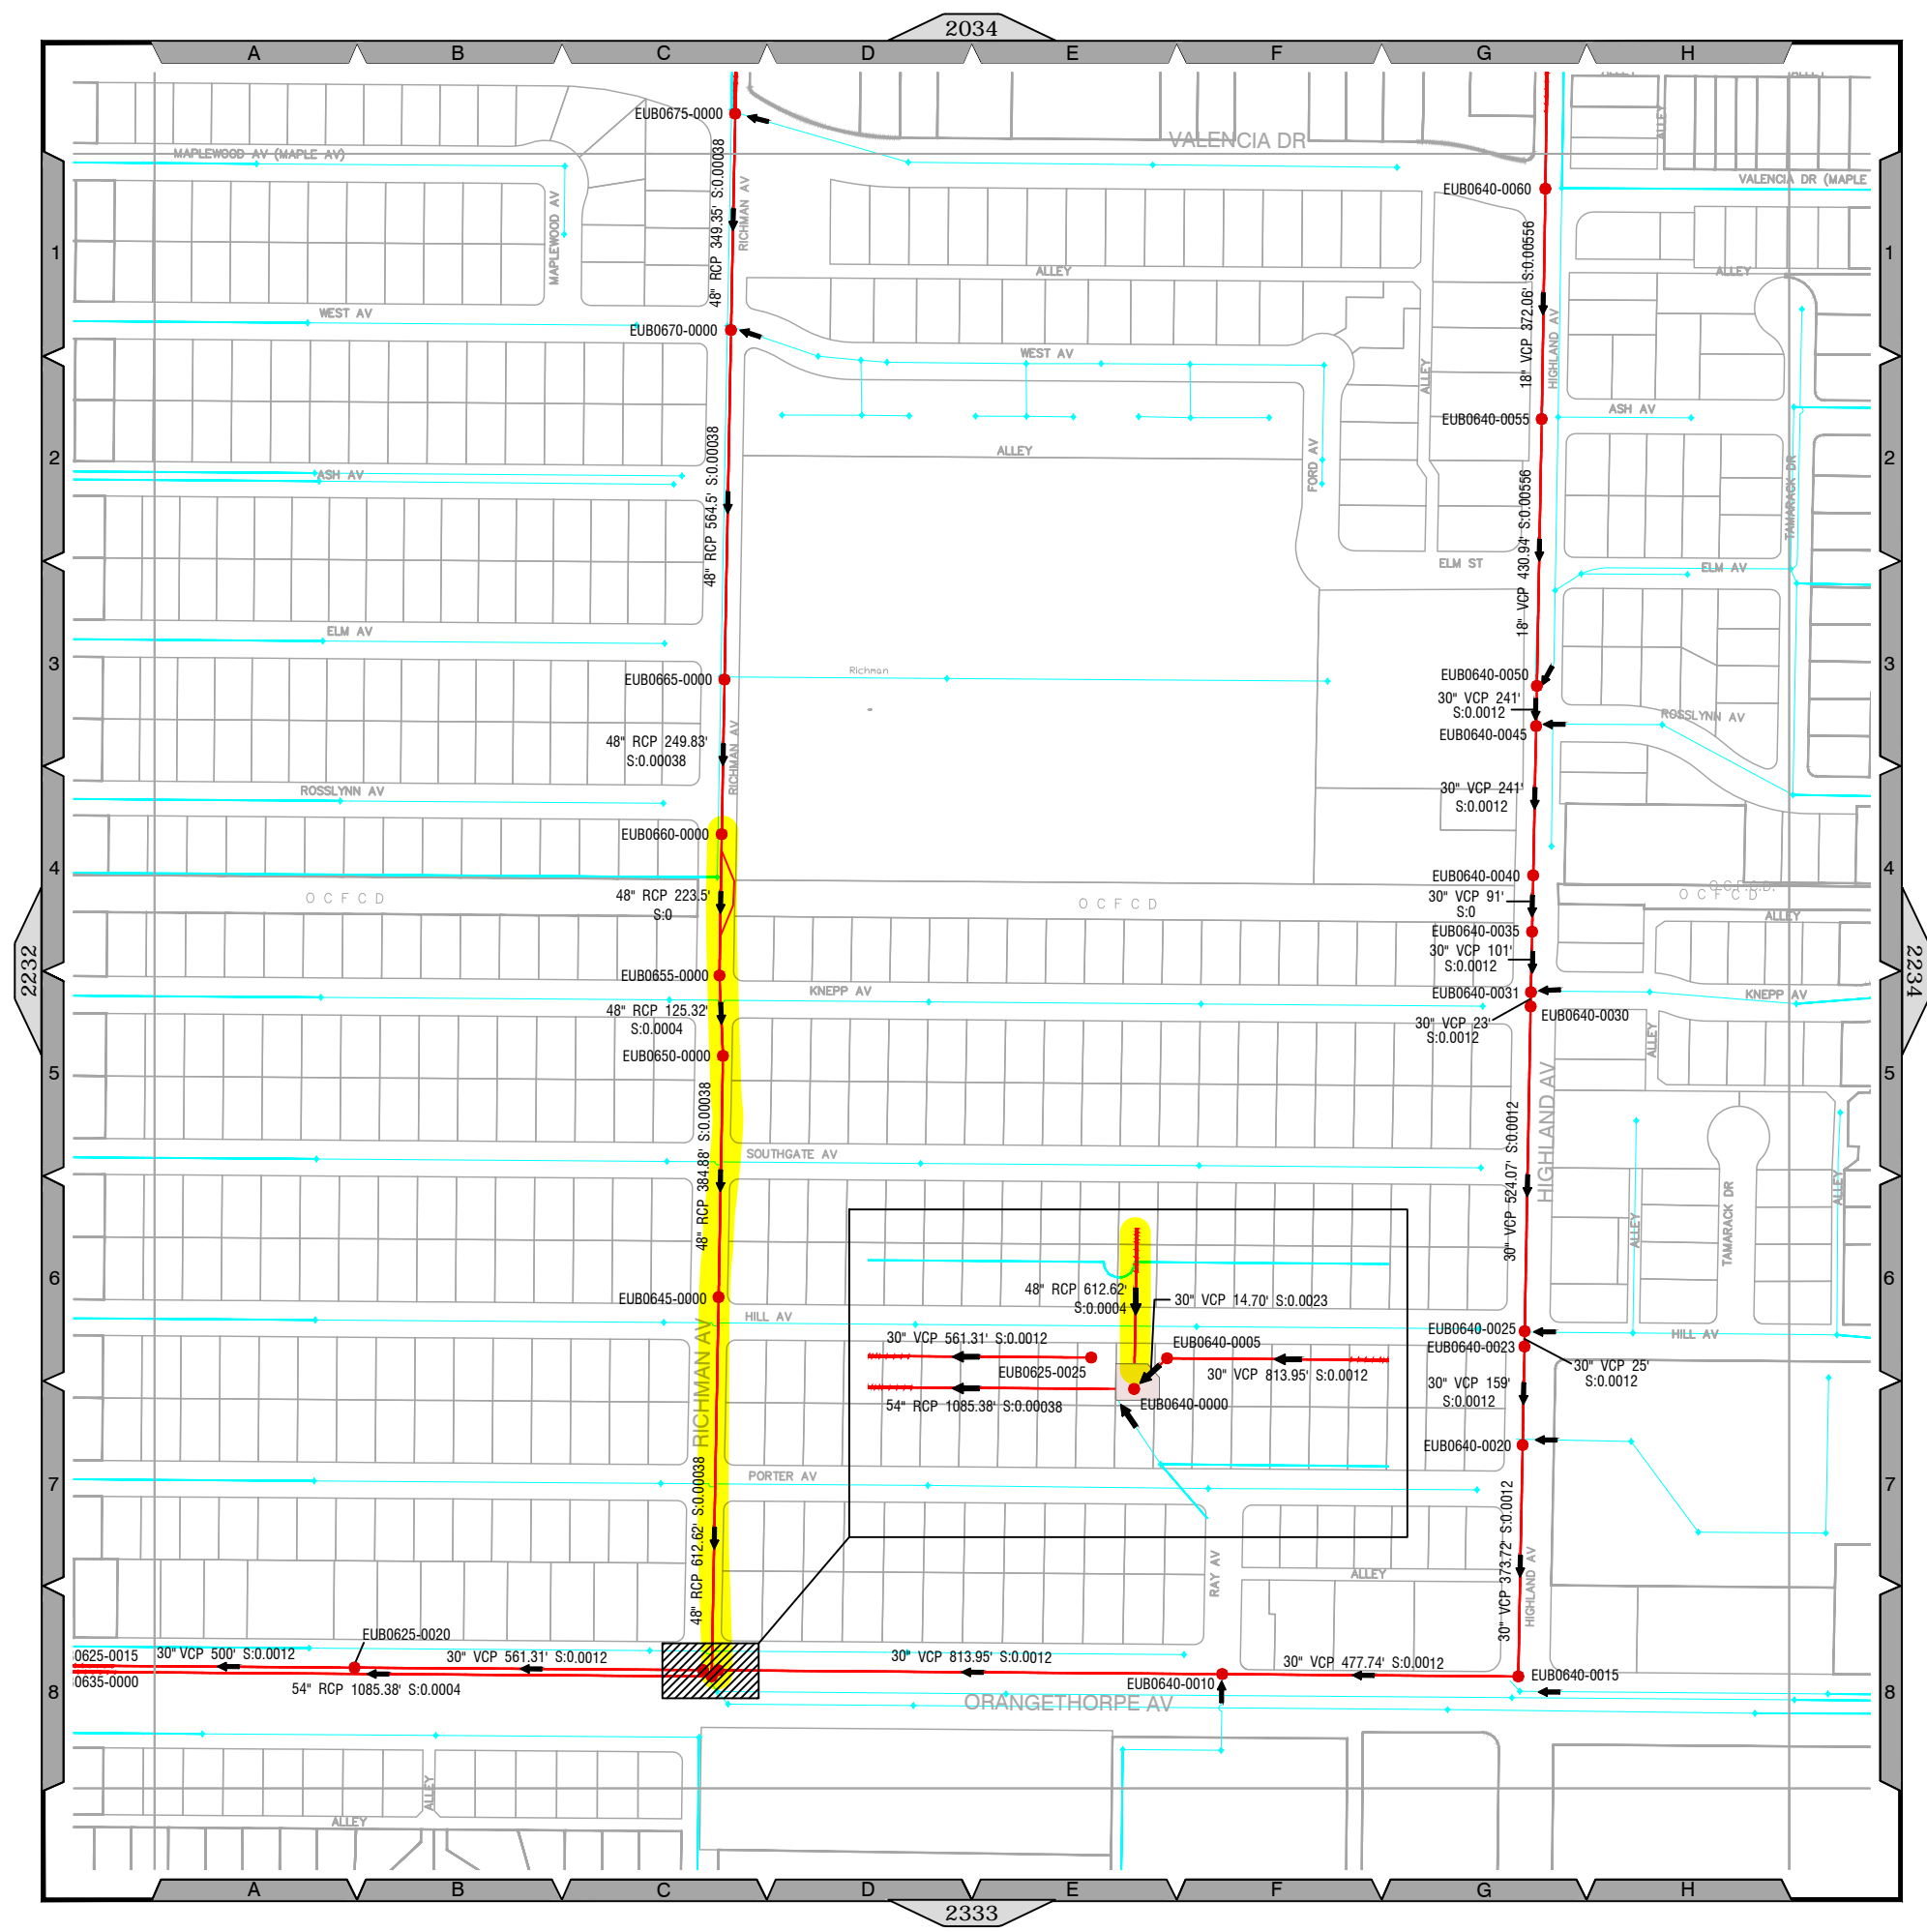 2034
A B C D E F G H
EUB0675-0000
VALENCIA DR
ALLEY
MAPLEWOOD AV (MAPLE AV)
VALENCIA DR (MAPLE
EUB0640-0060
MAPLEWOOD AV
48" RCP 349.35' S:0.00038
RICHMAN AV
18" VCP 372.06' S:0.00556
1
1
ALLEY
ALLEY
WEST AV
EUB0670-0000
HIGHLAND AV
WEST AV
ALLEY
ASH AV
EUB0640-0055
2
2
ALLEY
FORD AV
TAMARACK DR
ASH AV
48" RCP 564.5' S:0.00038
18" VCP 430.94' S:0.00556
ELM ST
ELM AV
ELM AV
3
3
Richman
EUB0665-0000
EUB0640-0050
30" VCP 241'
S:0.0012
ROSSLYNN AV
EUB0640-0045
48" RCP 249.83'
S:0.00038
RICHMAN AV
ROSSLYNN AV
30" VCP 241'
S:0.0012
EUB0660-0000
4
4
EUB0640-0040
48" RCP 223.5'
S:0
O C F C D
O C F C D
30" VCP 91'
S:0
O.C.F.C.D.
O C F C D
ALLEY
EUB0640-0035
30" VCP 101'
S:0.0012
2232
2234
EUB0655-0000
KNEPP AV
EUB0640-0031
KNEPP AV
48" RCP 125.32'
S:0.0004
30" VCP 23'
S:0.0012
EUB0640-0030
ALLEY
EUB0650-0000
5
5
48" RCP 384.88' S:0.00038
HIGHLAND AV
30" VCP 524.07' S:0.0012
SOUTHGATE AV
ALLEY
TAMARACK DR
ALLEY
6
6
EUB0645-0000
48" RCP 612.62'
S:0.0004
30" VCP 14.70' S:0.0023
HILL AV
EUB0640-0025
HILL AV
30" VCP 561.31' S:0.0012
EUB0640-0005
EUB0640-0023
EUB0625-0025
30" VCP 813.95' S:0.0012
30" VCP 25'
S:0.0012
54" RCP 1085.38' S:0.00038
EUB0640-0000
30" VCP 159'
S:0.0012
RICHMAN AV
EUB0640-0020
7
7
PORTER AV
48" RCP 612.62' S:0.00038
30" VCP 373.72' S:0.0012
RAY AV
ALLEY
HIGHLAND AV
EUB0625-0020
0625-0015
30" VCP 500' S:0.0012
30" VCP 561.31' S:0.0012
30" VCP 813.95' S:0.0012
30" VCP 477.74' S:0.0012
0635-0000
54" RCP 1085.38' S:0.0004
EUB0640-0010
EUB0640-0015
8
8
ORANGETHORPE AV
ALLEY
ALLEY
A B C D E F G H
2333